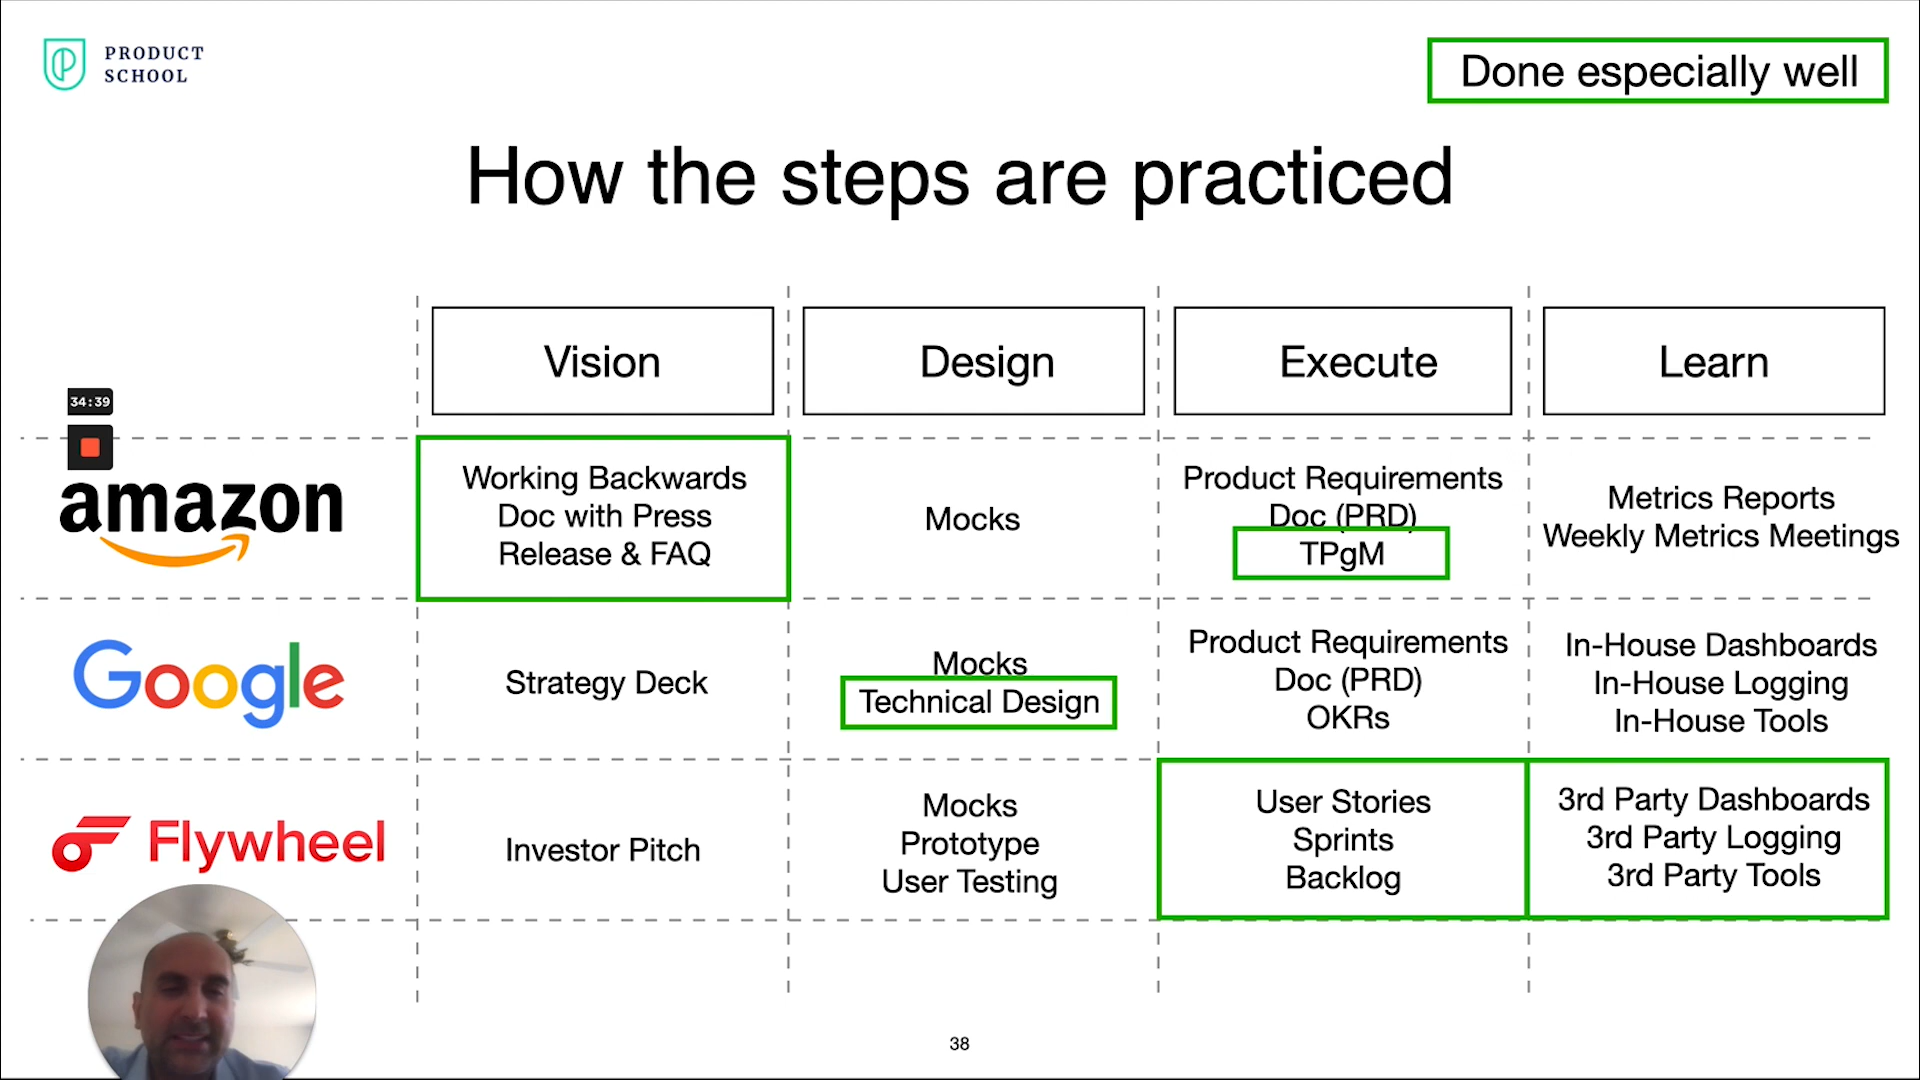 PRODUCT
SCHOOL
Done especially well
How the steps are practiced
Vision
Design
Execute
Learn
34:39
amazon
Working Backwards
Doc with Press
Release & FAQ
Mocks
Product Requirements
Doc (PRD)
TPgM
Metrics Reports
Weekly Metrics Meetings
Google
Strategy Deck
Mocks
Technical Design
Product Requirements
Doc (PRD)
OKRs
In-House Dashboards
In-House Logging
In-House Tools
Flywheel
Investor Pitch
Mocks
Prototype
User Testing
User Stories
Sprints
Backlog
3rd Party Dashboards
3rd Party Logging
3rd Party Tools
38